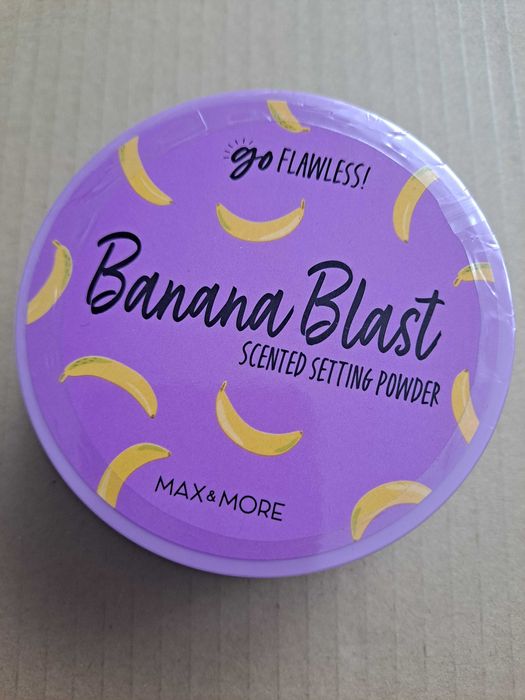 go FLAWLESS!
Banana Blast
SCENTED SETTING POWDER
MAX & MORE